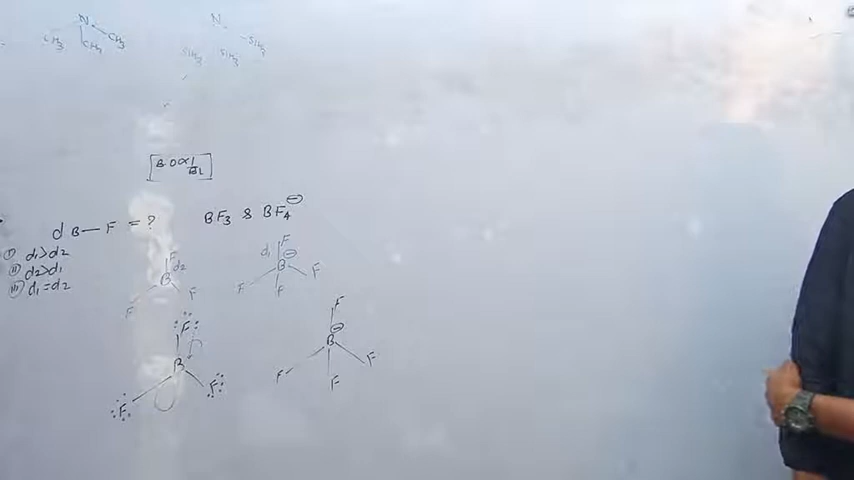 N
CH3 CH3 CH3
N
SiH3 SiH3 SiH3
[B O ∝ 1/BL]
d B—F = ? BF3 & BF4⊖
(I) d1>d2
(II) d2>d1
(III) d1=d2
F
d2
B
F F
F
d1 ⊖
B
F F F
F
B
F F
F
⊖
B
F F F